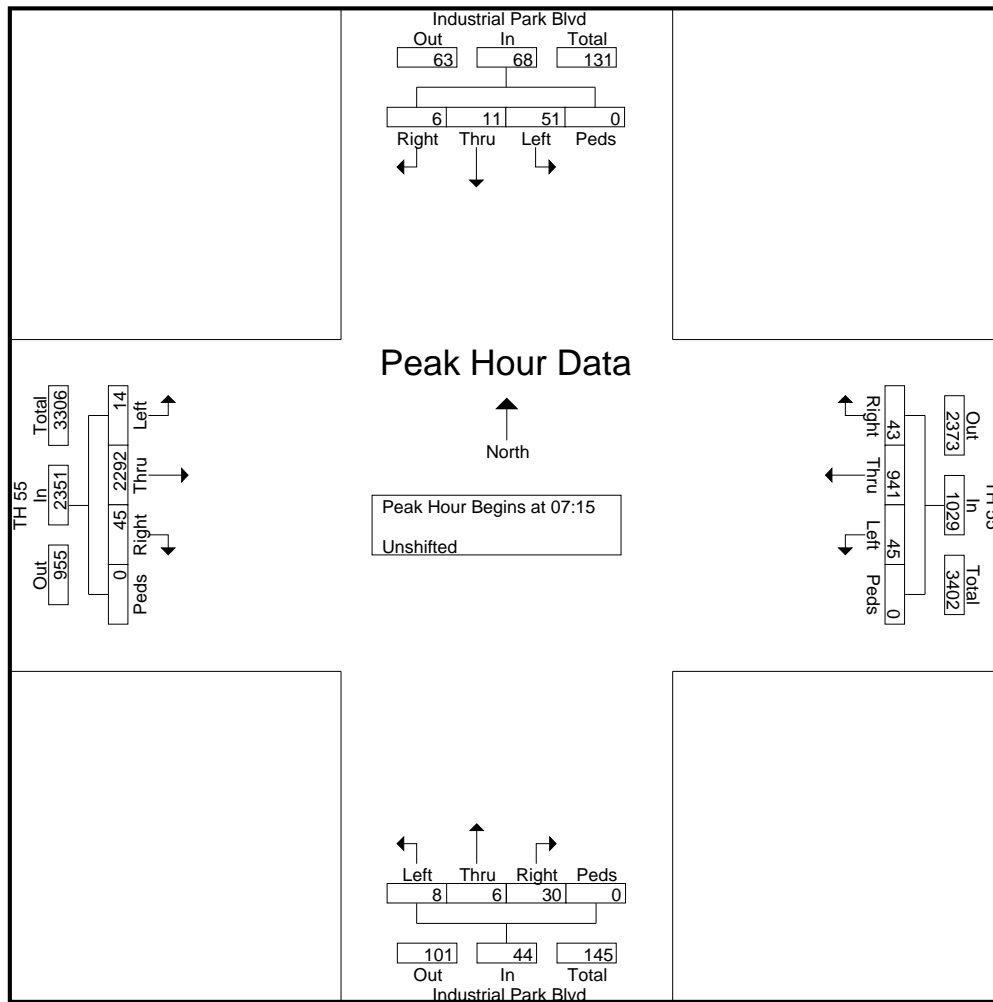 Industrial Park Blvd
Out In Total
63 68 131
6 11 51 0
Right Thru Left Peds
Peak Hour Data
North
Peak Hour Begins at 07:15
Unshifted
TH 55
Total In Out
3306 2351 955
14 2292 45 0
Left Thru Right Peds
TH 55
Out In Total
2373 1029 3402
43 941 45 0
Right Thru Left Peds
Left Thru Right Peds
8 6 30 0
101 44 145
Out In Total
Industrial Park Blvd